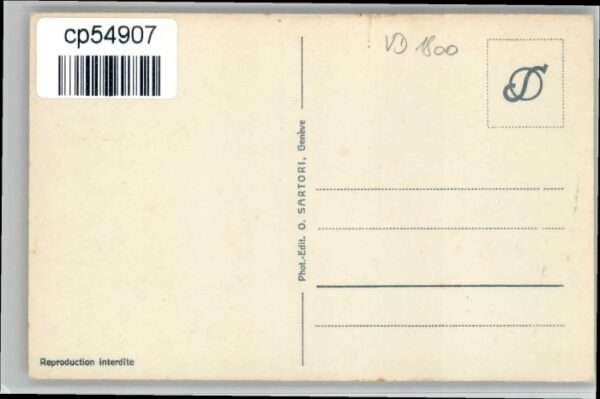 cp54907
VD 1800
Phot.-Edit. O. SARTORI, Genève
Reproduction interdite